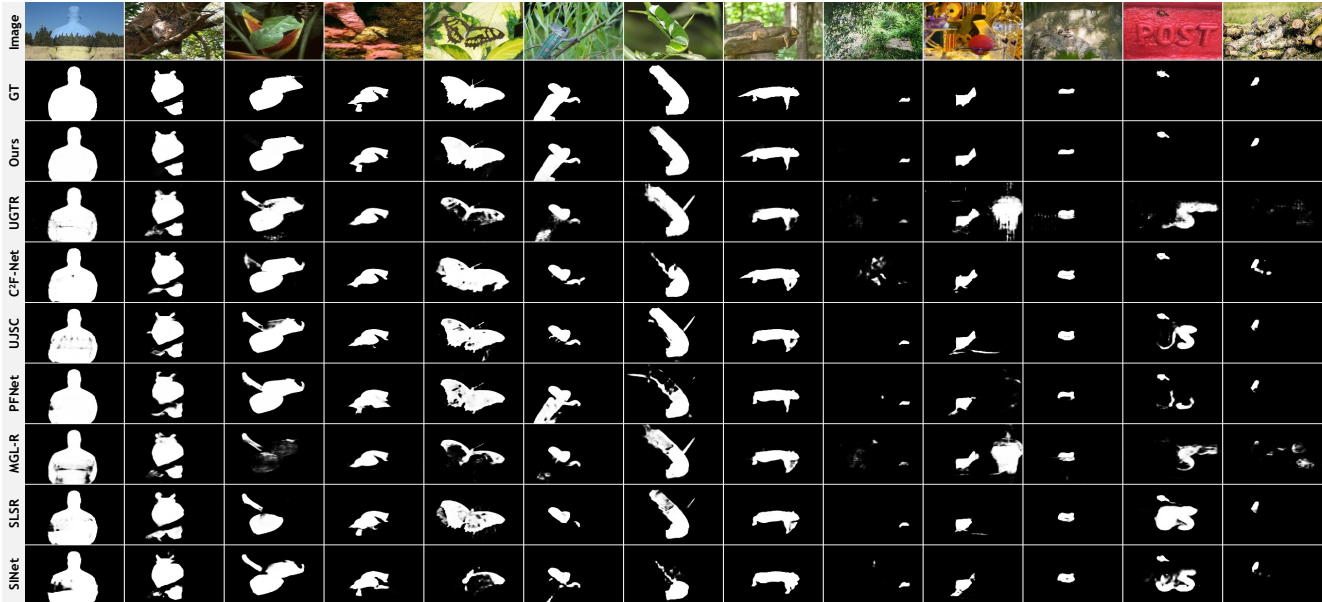 Image
POST
GT
Ours
UGTR
C²F-Net
UJSC
PFNet
MGL-R
SLSR
SINet